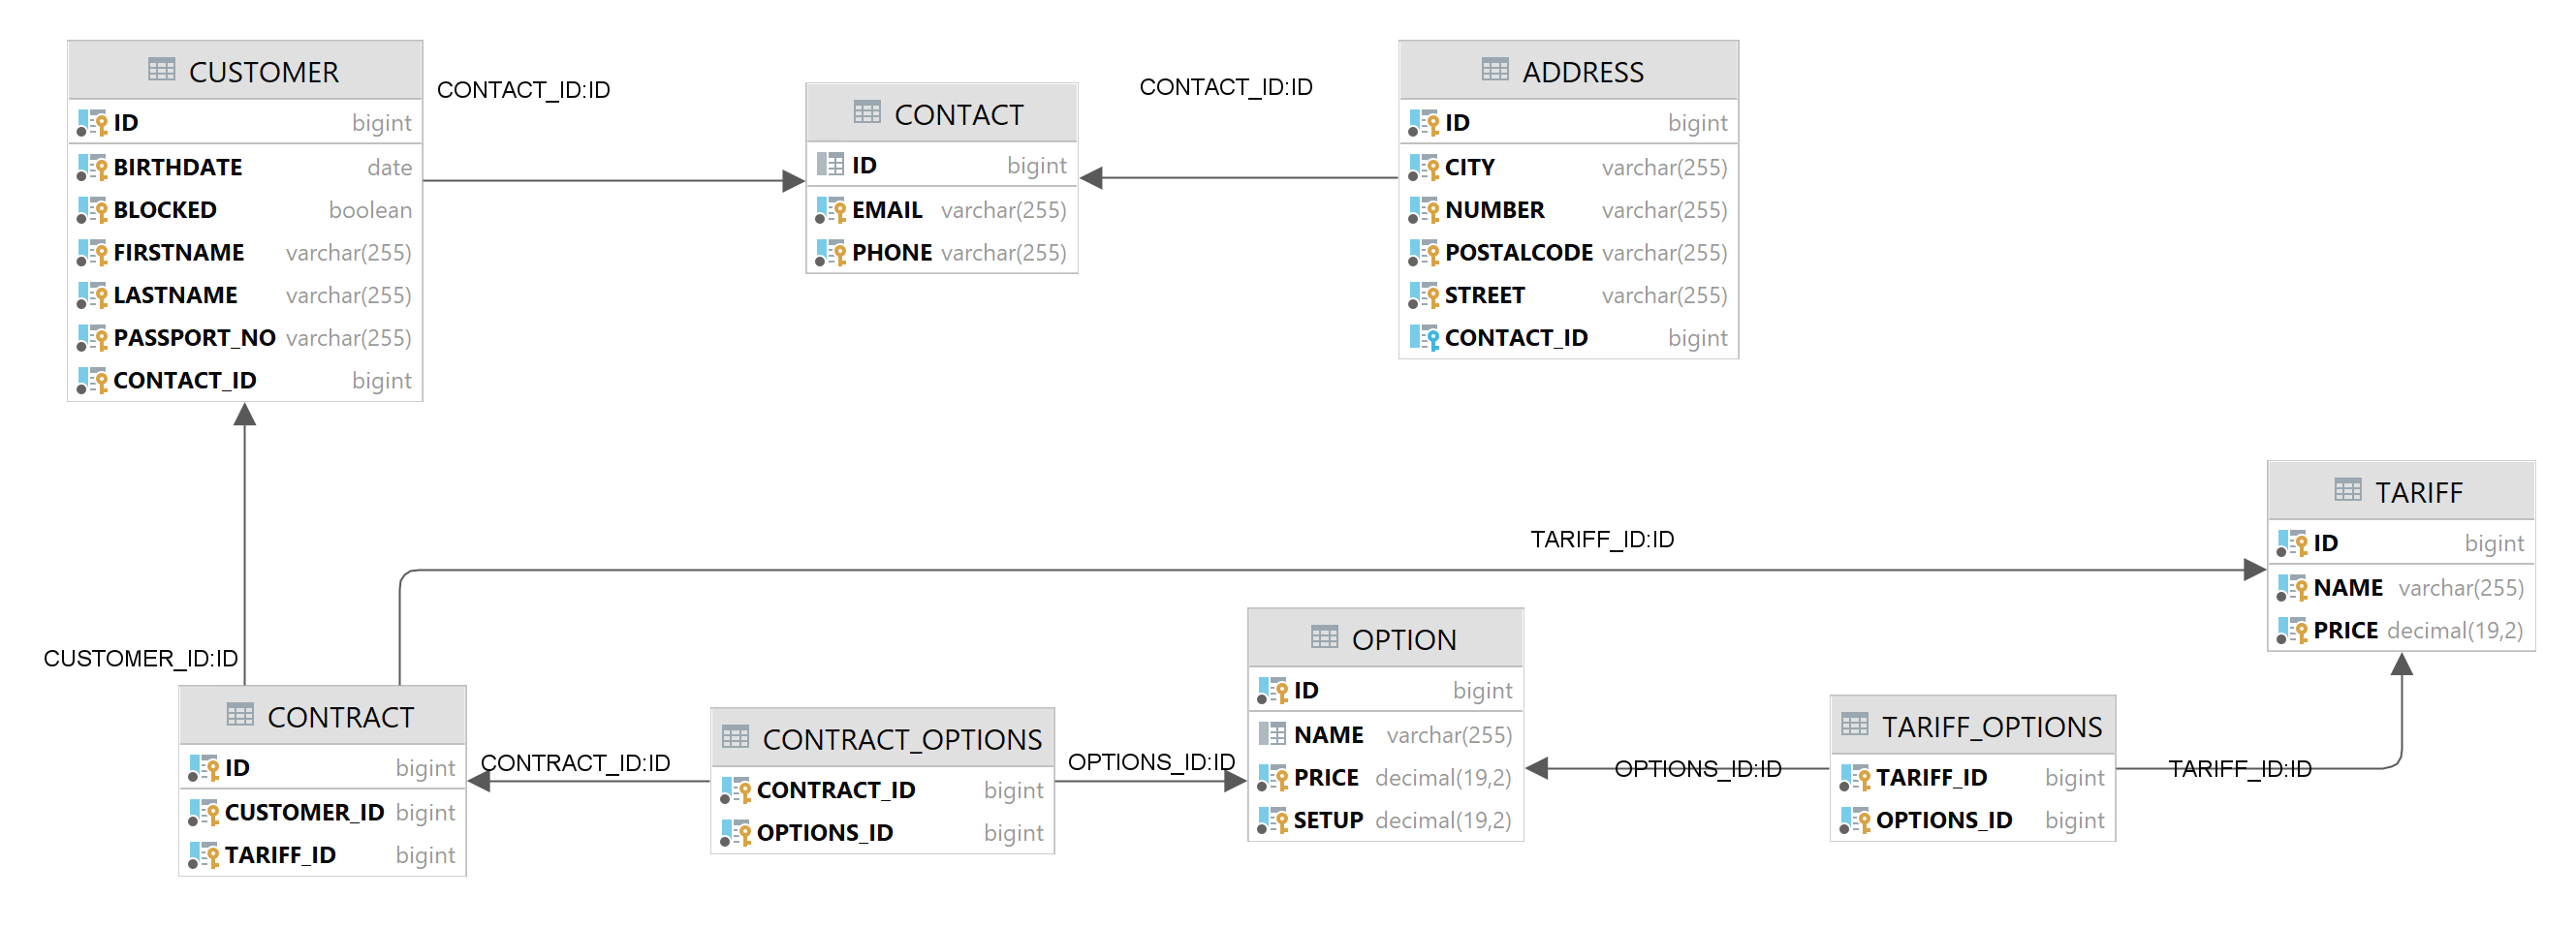 CUSTOMER
ID bigint
BIRTHDATE date
BLOCKED boolean
FIRSTNAME varchar(255)
LASTNAME varchar(255)
PASSPORT_NO varchar(255)
CONTACT_ID bigint
CONTACT_ID:ID
CONTACT
ID bigint
EMAIL varchar(255)
PHONE varchar(255)
CONTACT_ID:ID
ADDRESS
ID bigint
CITY varchar(255)
NUMBER varchar(255)
POSTALCODE varchar(255)
STREET varchar(255)
CONTACT_ID bigint
TARIFF
ID bigint
NAME varchar(255)
PRICE decimal(19,2)
TARIFF_ID:ID
CUSTOMER_ID:ID
CONTRACT
ID bigint
CUSTOMER_ID bigint
TARIFF_ID bigint
CONTRACT_ID:ID
CONTRACT_OPTIONS
CONTRACT_ID bigint
OPTIONS_ID bigint
OPTIONS_ID:ID
OPTION
ID bigint
NAME varchar(255)
PRICE decimal(19,2)
SETUP decimal(19,2)
OPTIONS_ID:ID
TARIFF_OPTIONS
TARIFF_ID bigint
OPTIONS_ID bigint
TARIFF_ID:ID